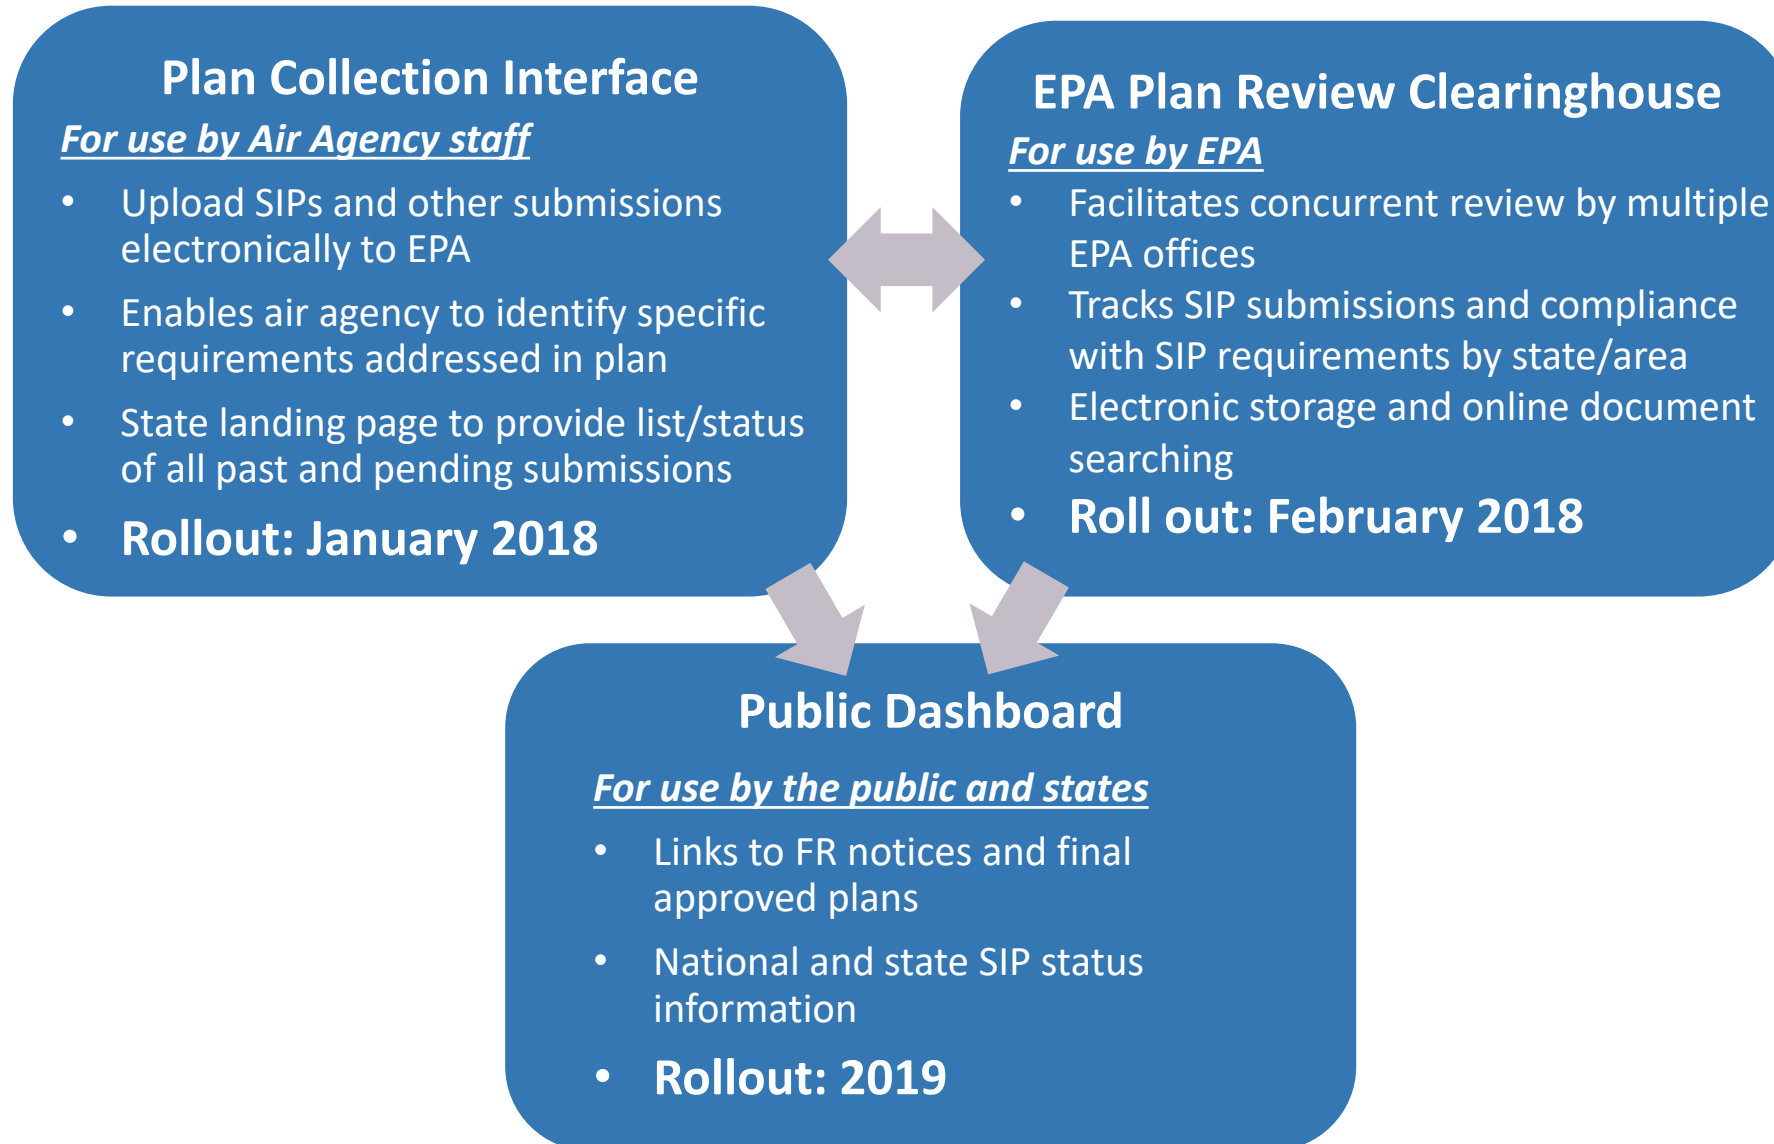 Plan Collection Interface
For use by Air Agency staff
• Upload SIPs and other submissions
electronically to EPA
• Enables air agency to identify specific
requirements addressed in plan
• State landing page to provide list/status
of all past and pending submissions
• Rollout: January 2018
EPA Plan Review Clearinghouse
For use by EPA
• Facilitates concurrent review by multiple
EPA offices
• Tracks SIP submissions and compliance
with SIP requirements by state/area
• Electronic storage and online document
searching
• Roll out: February 2018
Public Dashboard
For use by the public and states
• Links to FR notices and final
approved plans
• National and state SIP status
information
• Rollout: 2019